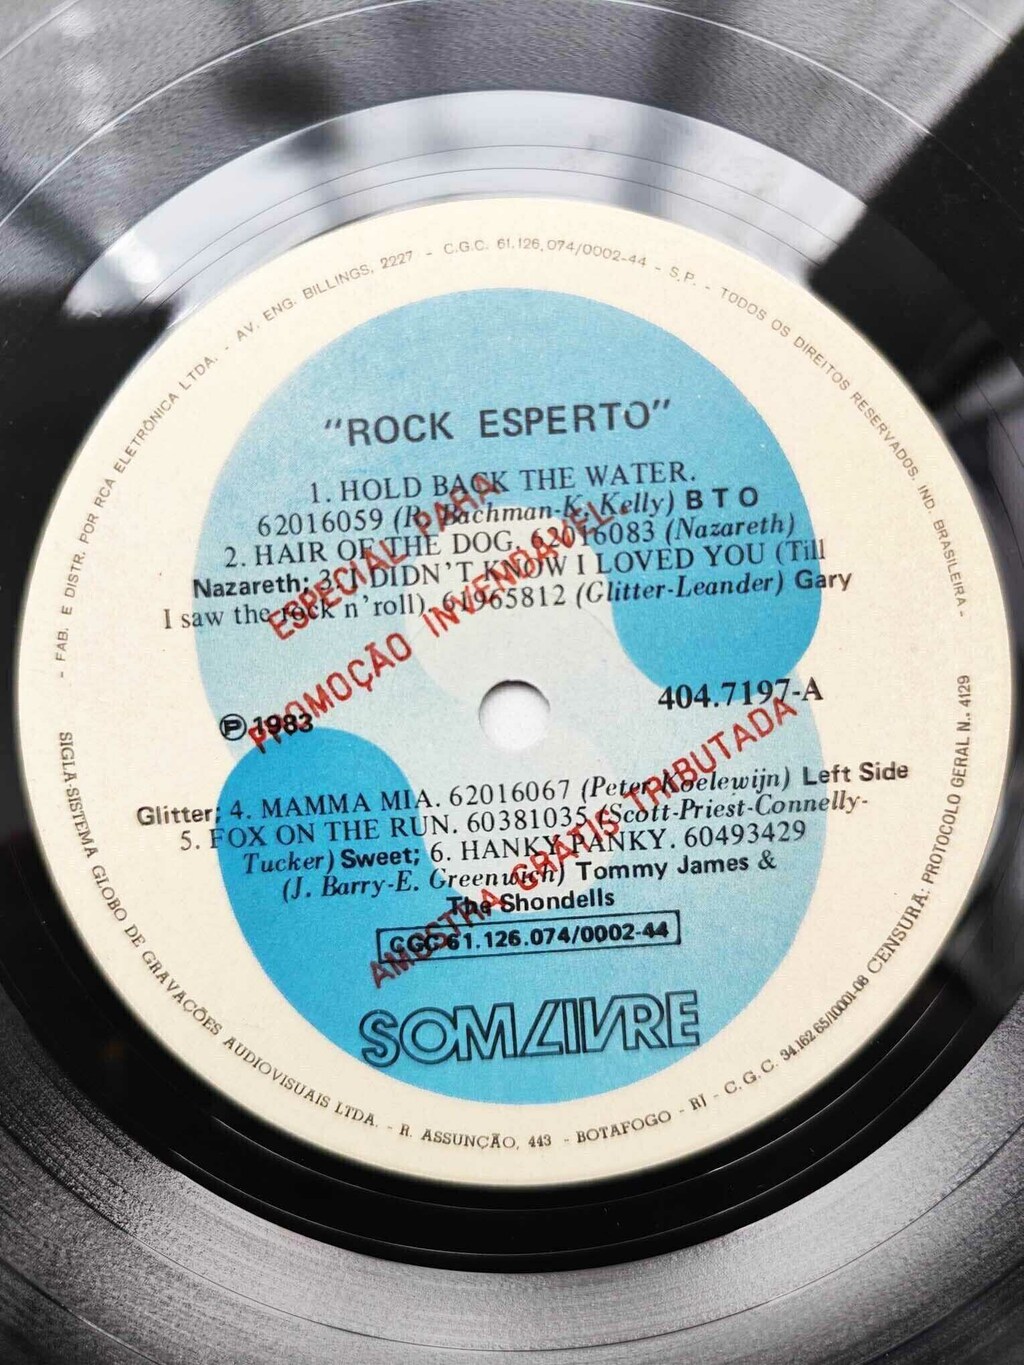 - FAB. E DISTR. POR RCA ELETRÔNICA LTDA. - AV. ENG. BILLINGS, 2227 - C.G.C. 61.126,074/0002-44 - S.P. - TODOS OS DIREITOS RESERVADOS. IND. BRASILEIRA -
"ROCK ESPERTO"
1. HOLD BACK THE WATER.
62016059 (R. Bachman-K. Kelly) B T O
2. HAIR OF THE DOG. 62016083 (Nazareth)
Nazareth; 3. I DIDN'T KNOW I LOVED YOU (Till
I saw the rock n'roll). 61965812 (Glitter-Leander) Gary
ESPECIAL PARA
PROMOÇÃO INVENDÁVEL.
℗ 1983
404.7197-A
Glitter; 4. MAMMA MIA. 62016067 (Peter Koelewijn) Left Side
5. FOX ON THE RUN. 60381035 (Scott-Priest-Connelly-
Tucker) Sweet; 6. HANKY PANKY. 60493429
(J. Barry-E. Greenwich) Tommy James &
The Shondells
AMOSTRA GRATIS TRIBUTADA
CGC 61.126.074/0002-44
SOM LIVRE
SIGLA-SISTEMA GLOBO DE GRAVAÇÕES AUDIOVISUAIS LTDA. - R. ASSUNÇÃO, 443 - BOTAFOGO - RJ - C.G.C. 34.162.65/10001-08 CENSURA: PROTOCOLO GERAL N.. 4129